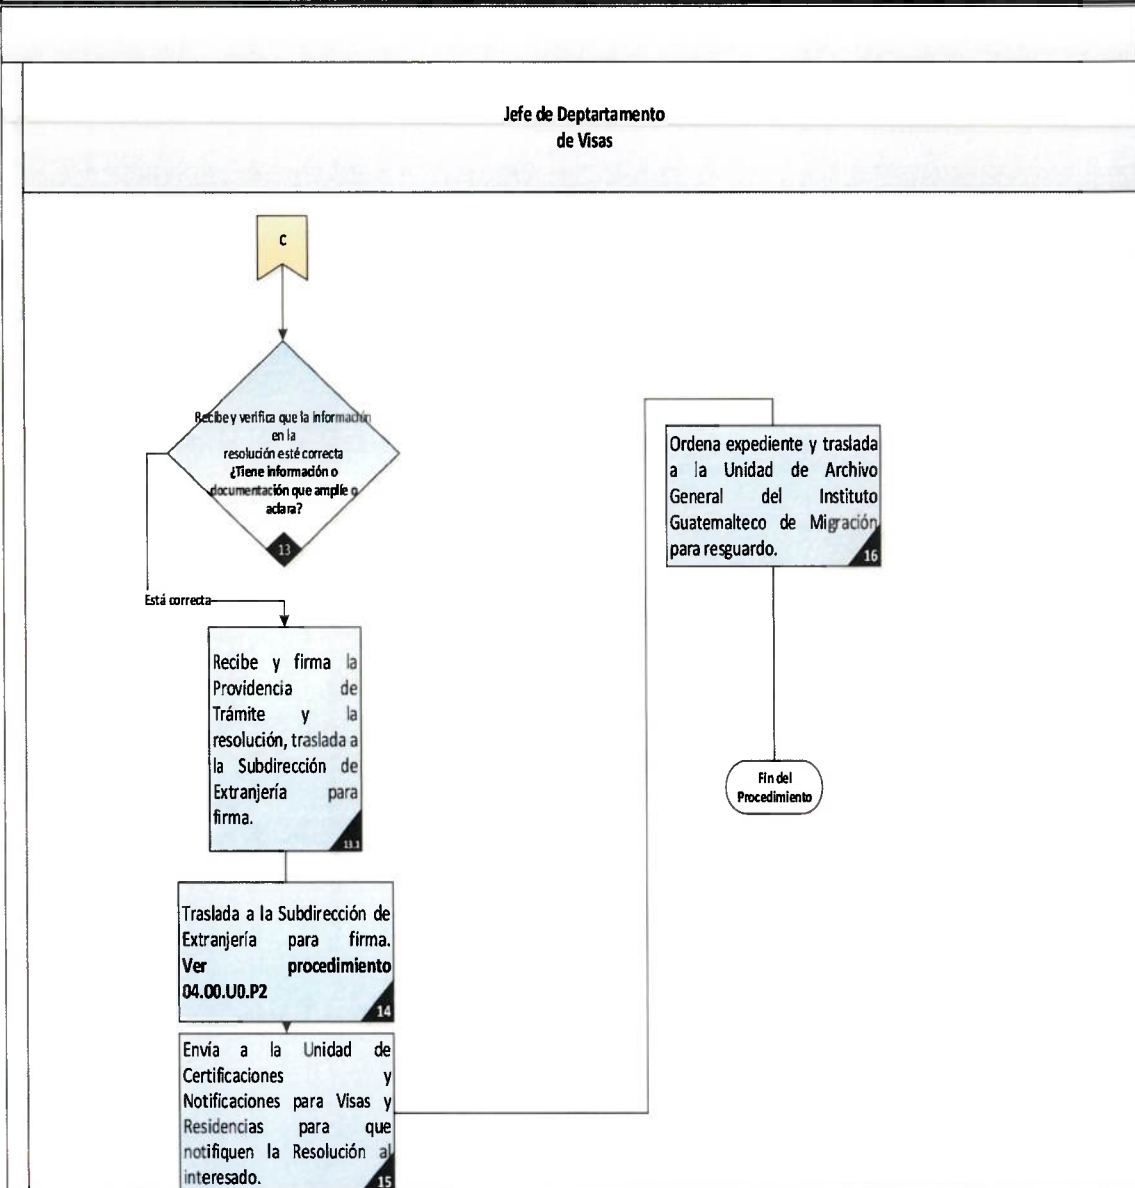 Jefe de Deptartamento
de Visas
C
Recibe y verifica que la información
en la
resolución esté correcta
¿Tiene información o
documentación que amplíe o
aclara?
13
Está correcta
Recibe y firma la
Providencia de
Trámite y la
resolución, traslada a
la Subdirección de
Extranjería para
firma.
13.1
Traslada a la Subdirección de
Extranjería para firma.
Ver procedimiento
04.00.U0.P2
14
Envía a la Unidad de
Certificaciones y
Notificaciones para Visas y
Residencias para que
notifiquen la Resolución al
interesado.
15
Ordena expediente y traslada
a la Unidad de Archivo
General del Instituto
Guatemalteco de Migración
para resguardo.
16
Fin del
Procedimiento